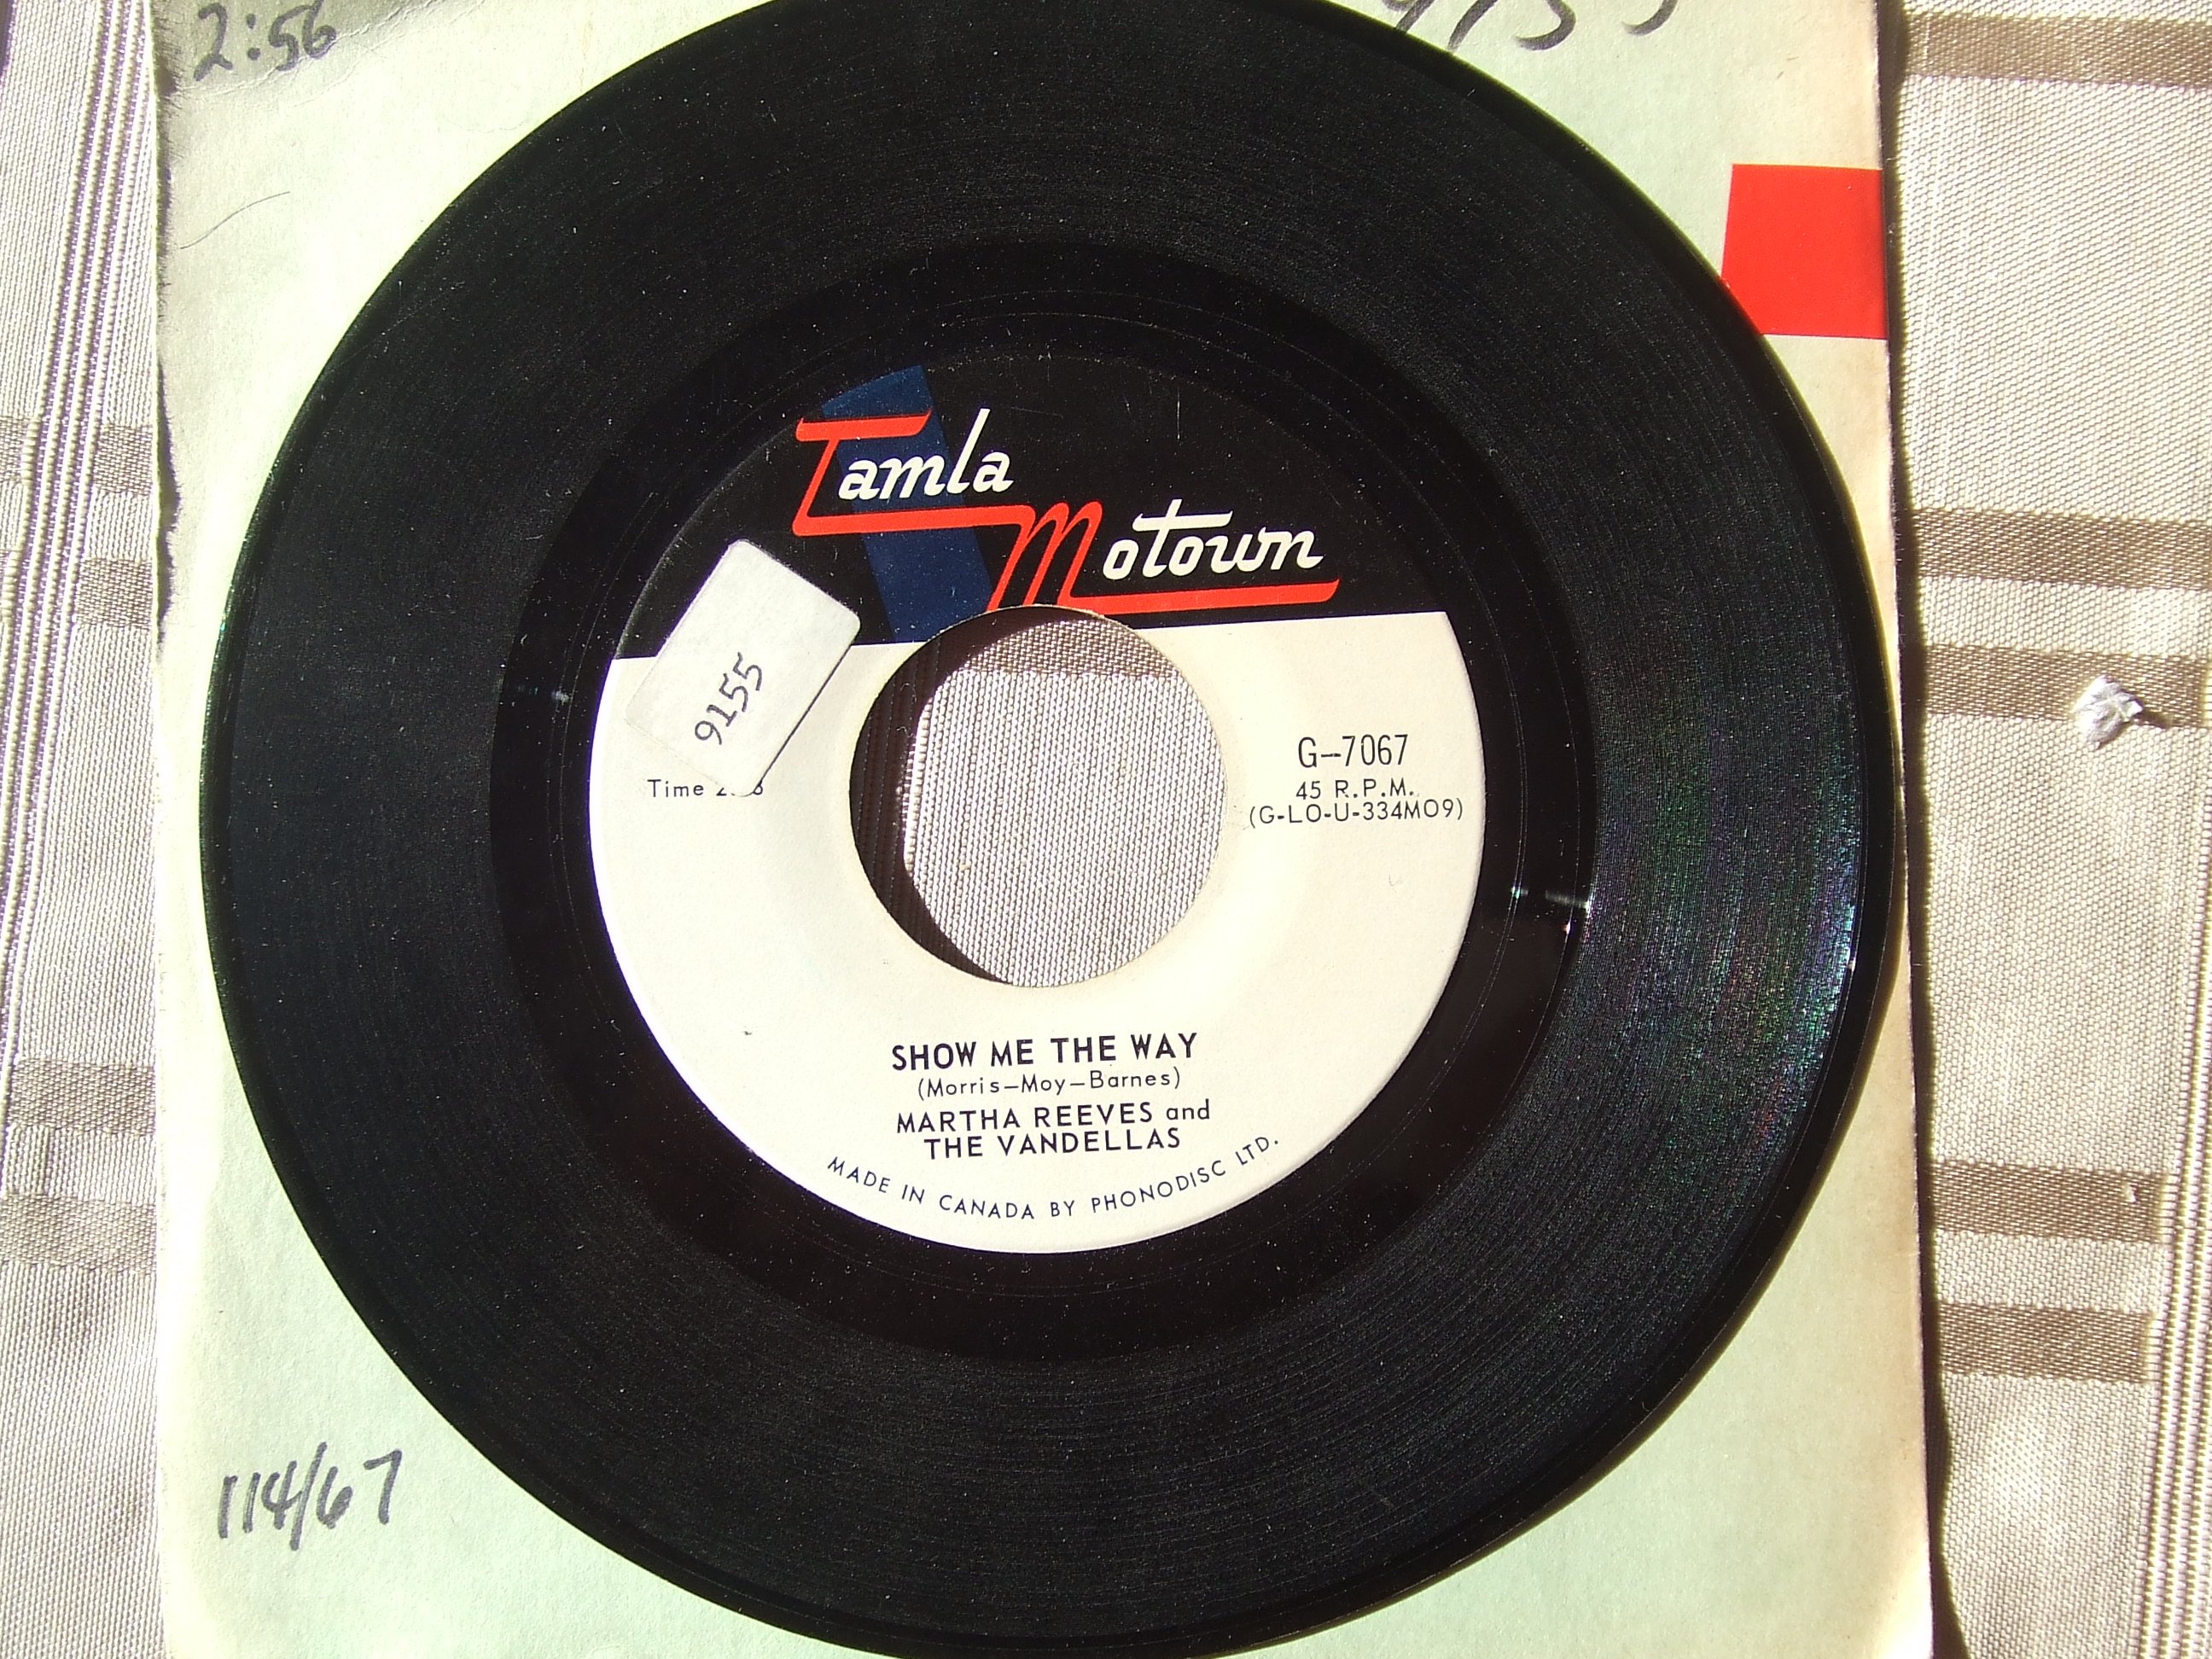 2:56
Tamla
Motown
9155
Time
G-7067
45 R.P.M.
(G-LO-U-334MO9)
SHOW ME THE WAY
(Morris-Moy-Barnes)
MARTHA REEVES and
THE VANDELLAS
MADE IN CANADA BY PHONODISC LTD.
114/67